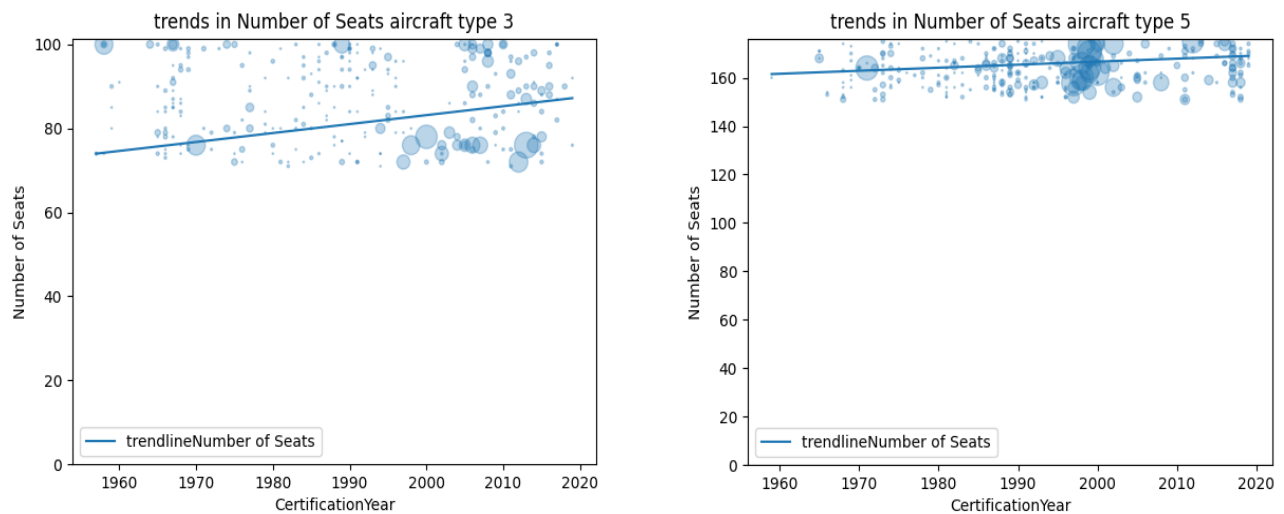 trends in Number of Seats aircraft type 3
100
80
60
40
20
0
Number of Seats
trendlineNumber of Seats
1960 1970 1980 1990 2000 2010 2020
CertificationYear
trends in Number of Seats aircraft type 5
160
140
120
100
80
60
40
20
0
Number of Seats
trendlineNumber of Seats
1960 1970 1980 1990 2000 2010 2020
CertificationYear